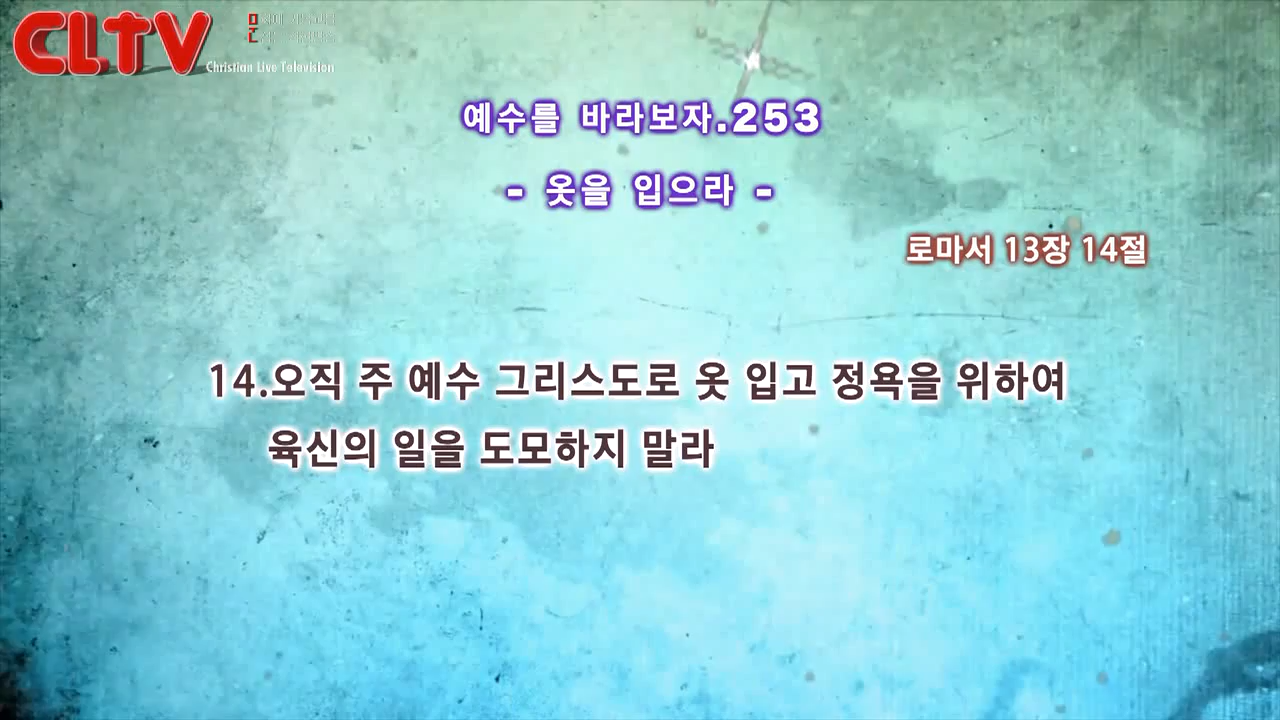 CLTV
Christian Live Television
예수를 바라보자.253
- 옷을 입으라 -
로마서 13장 14절
14.오직 주 예수 그리스도로 옷 입고 정욕을 위하여
육신의 일을 도모하지 말라